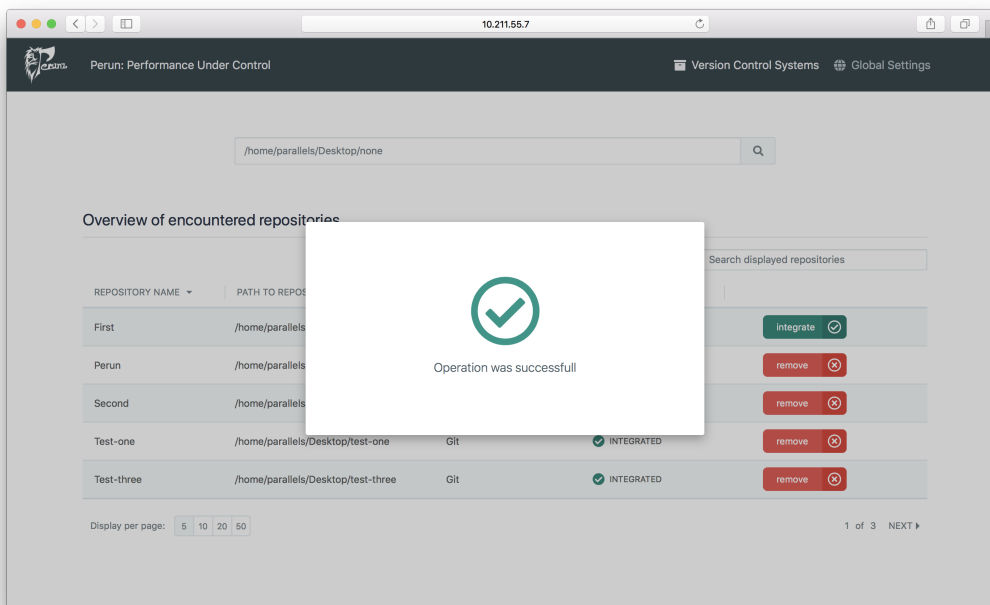 10.211.55.7
Perun
Perun: Performance Under Control
Version Control Systems
Global Settings
/home/parallels/Desktop/none
Overview of encountered repositories
Search displayed repositories
REPOSITORY NAME PATH TO REPOS
First /home/parallels integrate
Perun /home/parallels remove
Second /home/parallels remove
Operation was successfull
Test-one /home/parallels/Desktop/test-one Git INTEGRATED remove
Test-three /home/parallels/Desktop/test-three Git INTEGRATED remove
Display per page: 5 10 20 50 1 of 3 NEXT